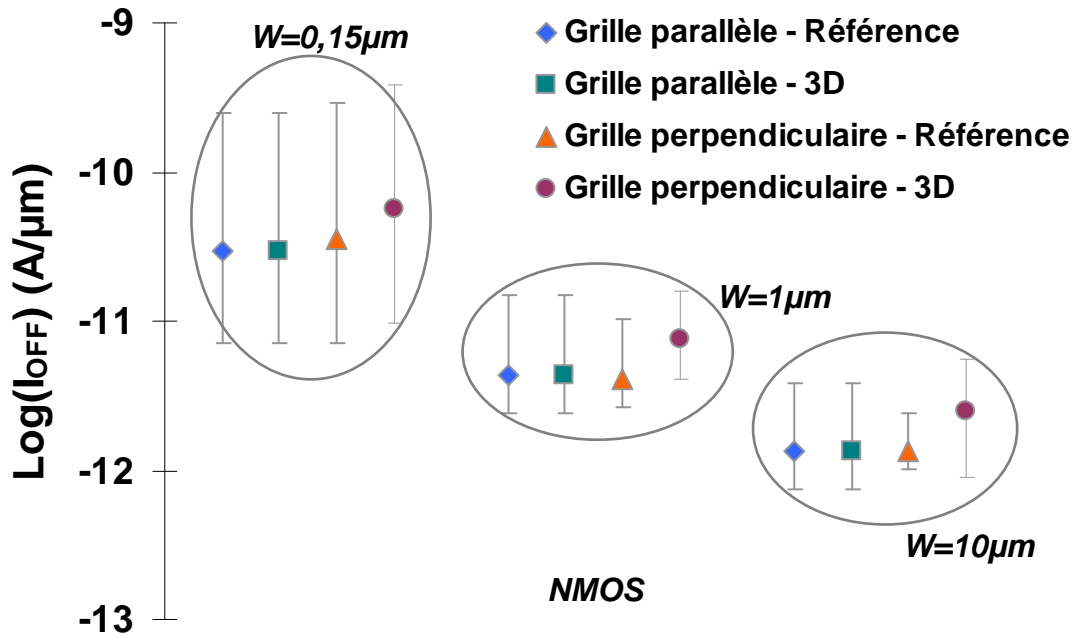 -9
W=0,15µm
Grille parallèle - Référence
Grille parallèle - 3D
Grille perpendiculaire - Référence
Grille perpendiculaire - 3D
-10
Log(IOFF) (A/µm)
-11
W=1µm
-12
W=10µm
NMOS
-13